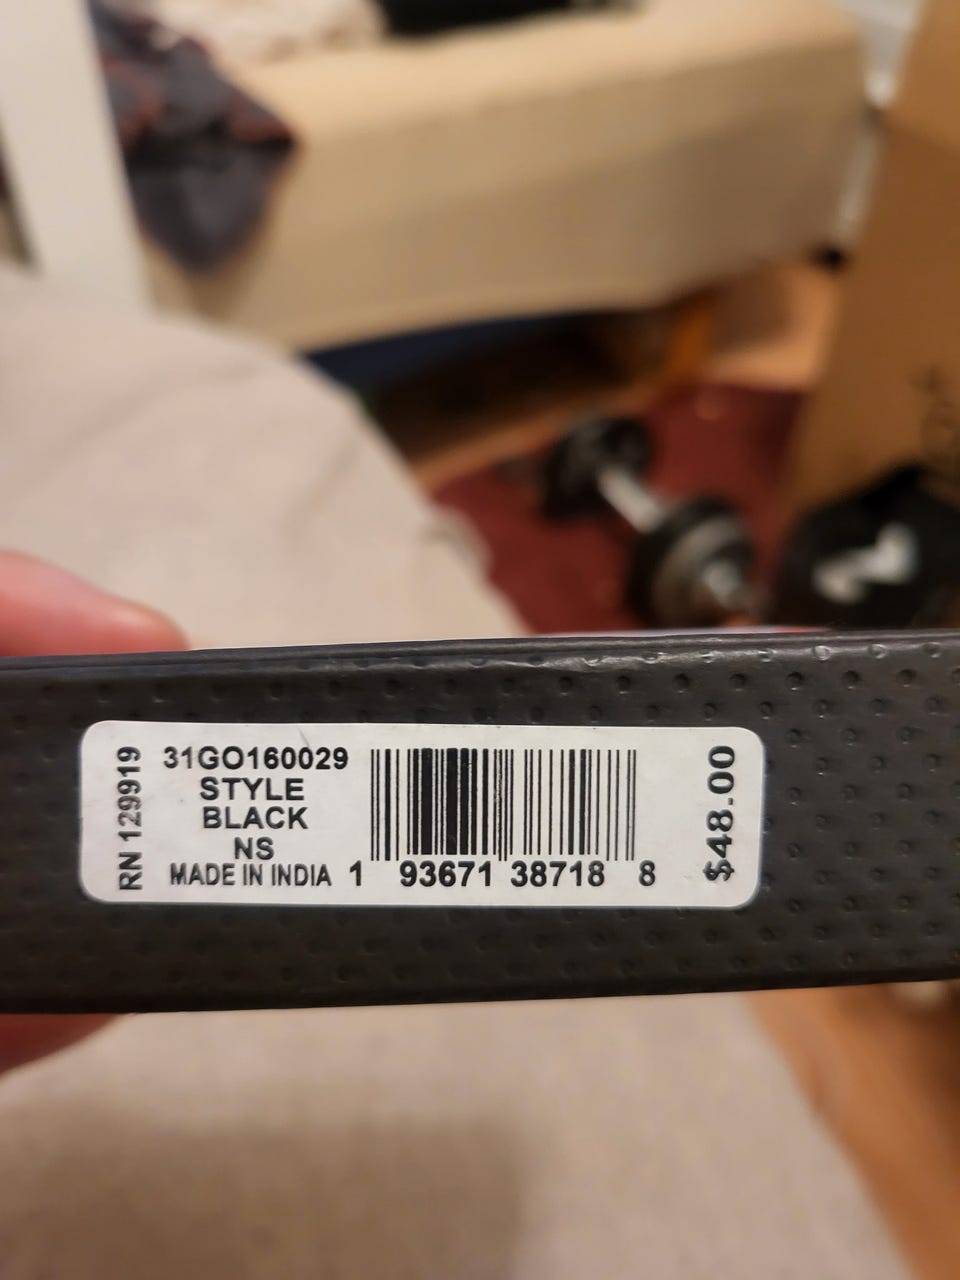 RN 129919
31GO160029
STYLE
BLACK
NS
MADE IN INDIA
1 93671 38718 8
$48.00